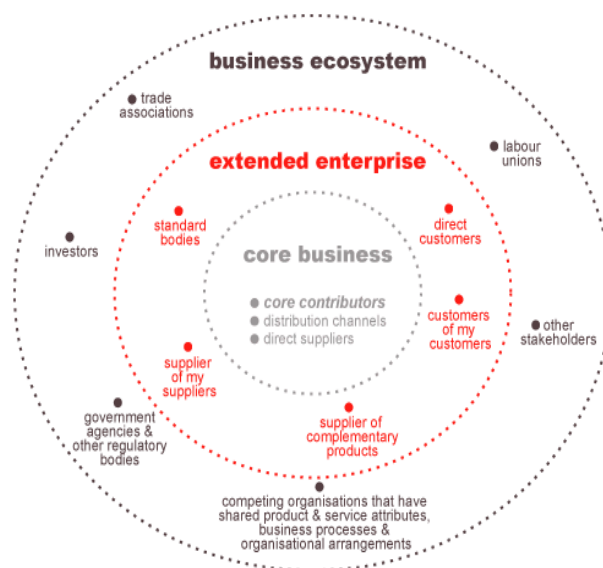 business ecosystem
trade
associations
labour
unions
extended enterprise
standard
bodies
direct
customers
investors
core business
core contributors
distribution channels
direct suppliers
customers
of my
customers
other
stakeholders
supplier
of my
suppliers
government
agencies &
other regulatory
bodies
supplier of
complementary
products
competing organisations that have
shared product & service attributes,
business processes &
organisational arrangements